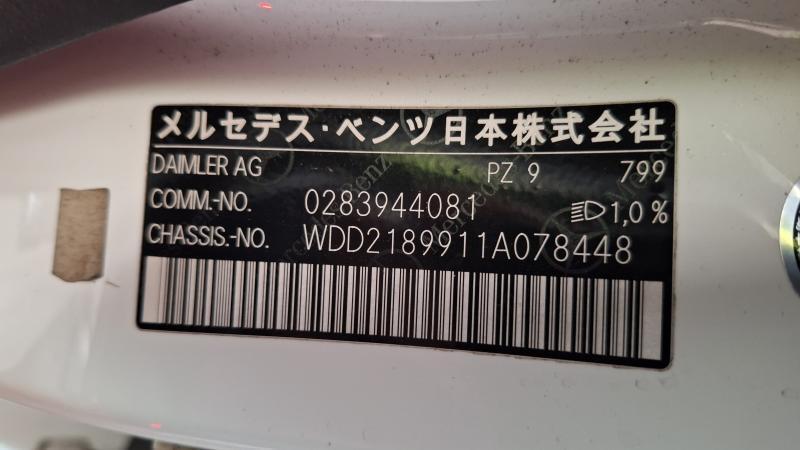 メルセデス・ベンツ日本株式会社
DAIMLER AG PZ 9 799
COMM.-NO. 0283944081 1,0 %
CHASSIS.-NO. WDD2189911A078448